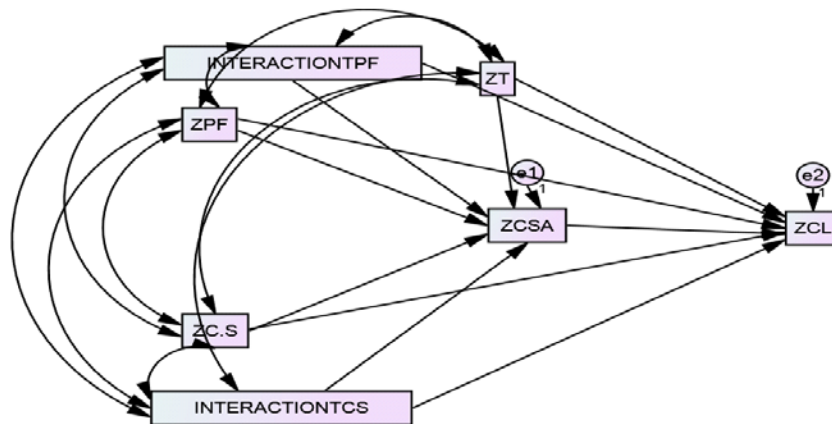 INTERACTIONTPF
ZT
ZPF
e1
1
e2
1
ZCSA
ZCL
ZC.S
INTERACTIONTCS